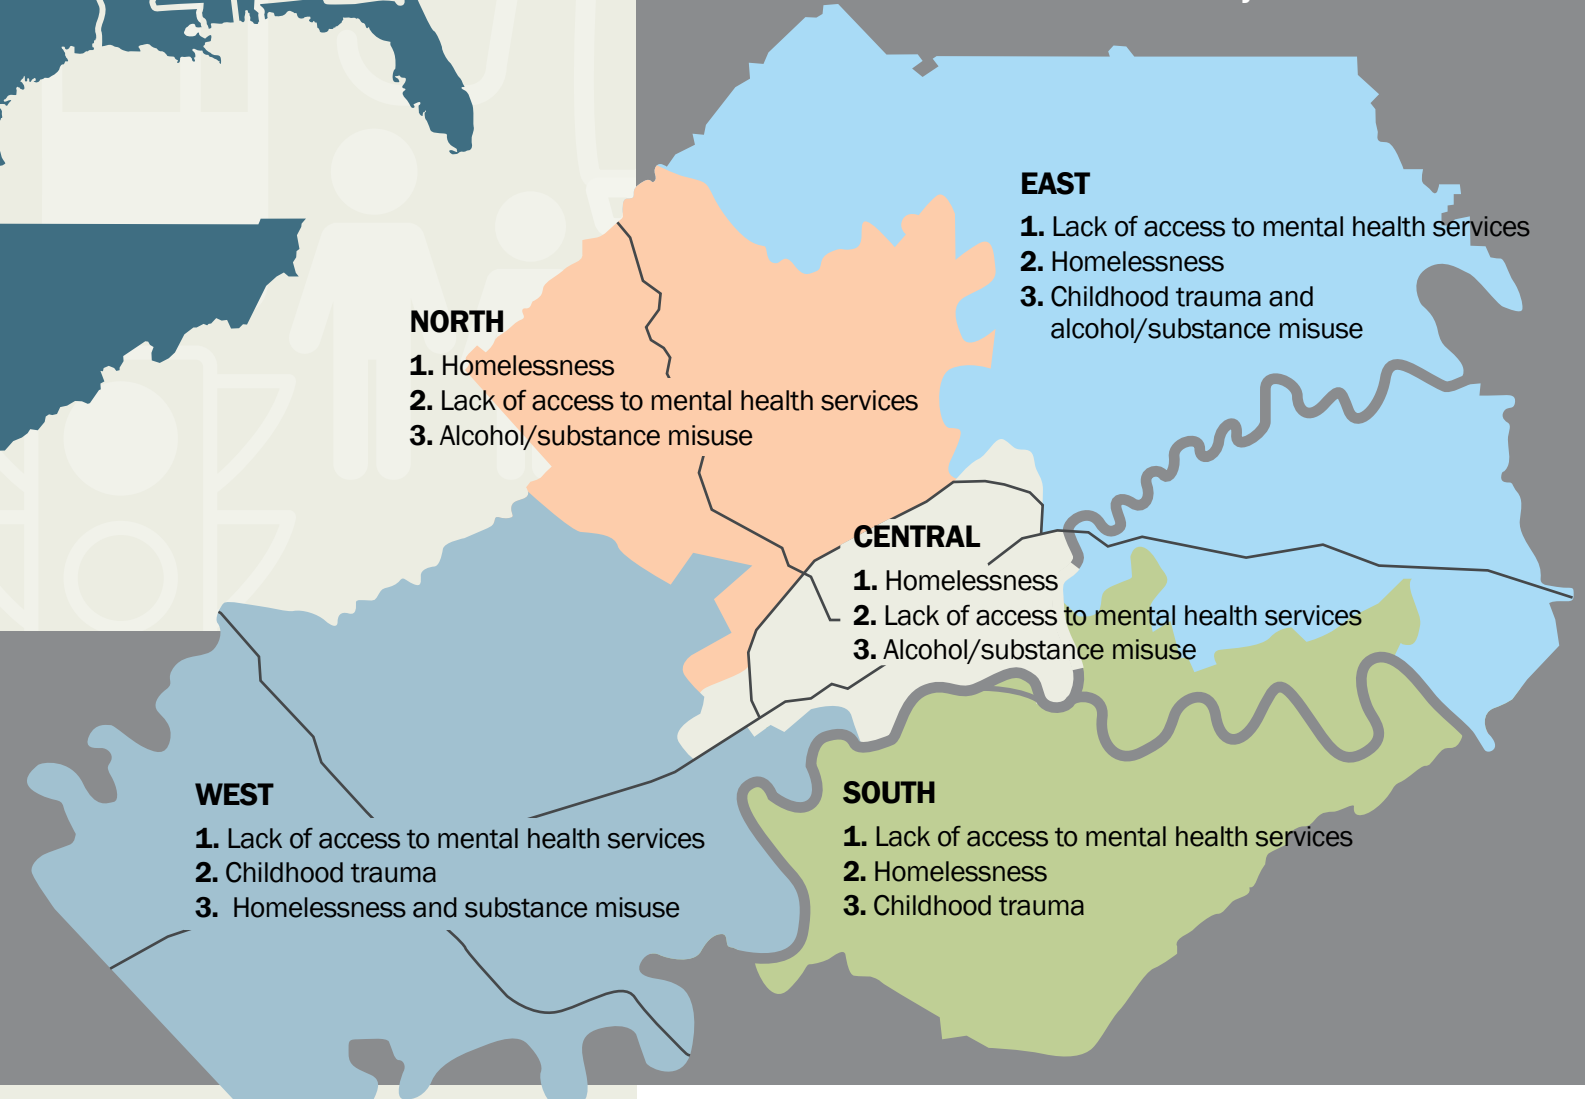 EAST
1. Lack of access to mental health services
2. Homelessness
3. Childhood trauma and
alcohol/substance misuse
NORTH
1. Homelessness
2. Lack of access to mental health services
3. Alcohol/substance misuse
CENTRAL
1. Homelessness
2. Lack of access to mental health services
3. Alcohol/substance misuse
WEST
1. Lack of access to mental health services
2. Childhood trauma
3. Homelessness and substance misuse
SOUTH
1. Lack of access to mental health services
2. Homelessness
3. Childhood trauma